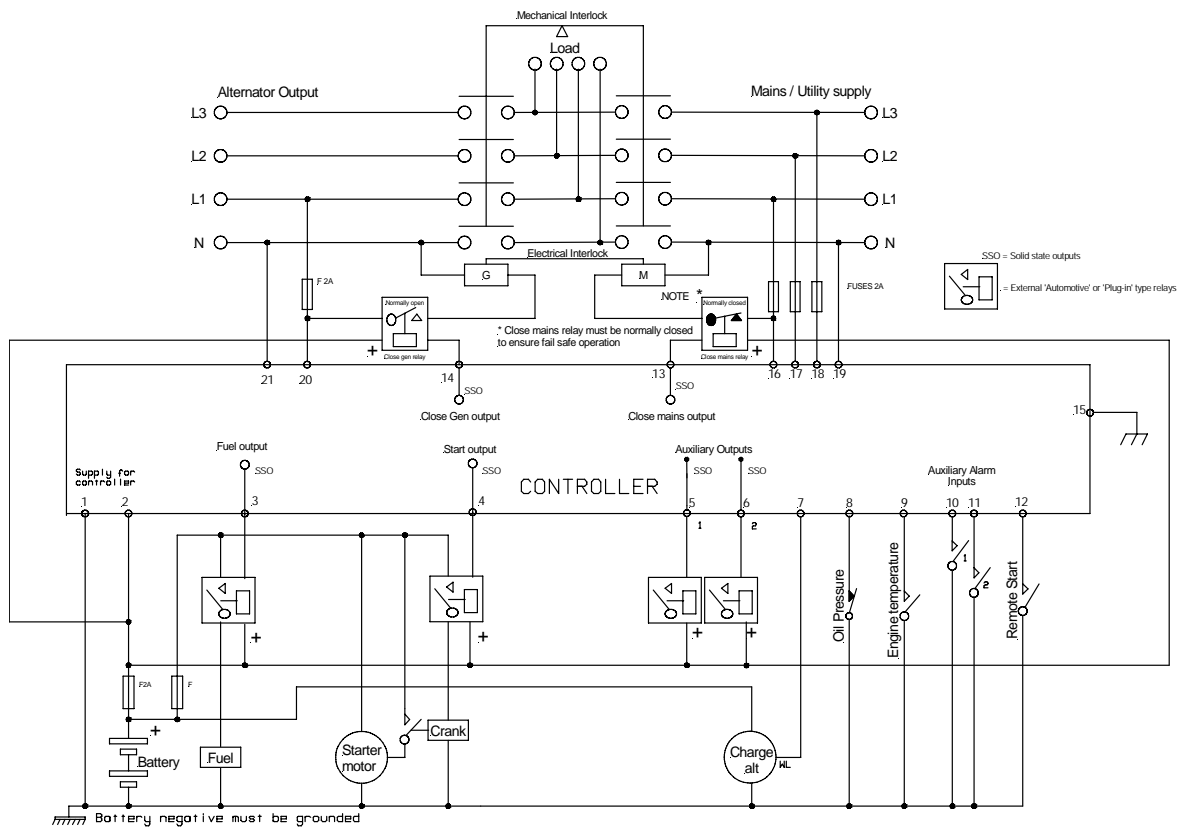 .Mechanical Interlock
Load
Alternator Output
.Mains / Utility supply
.L3
.L3
.L2
.L2
.L1
.L1
.N
.N
.Electrical Interlock
G
M
.SSO = Solid state outputs
. = External 'Automotive' or 'Plug-in' type relays
.F 2A
.FUSES 2A
.NOTE *
Normally open
Normally closed
* Close mains relay must be normally closed
.to ensure fail safe operation
+
.Close gen relay
.Close mains relay
+
21
20
.14
.13
.16
.17
.18
.19
.SSO
.SSO
.Close Gen output
.Close mains output
.15
.Fuel output
.Start output
Auxiliary Outputs
.SSO
.SSO
.SSO
.SSO
Auxiliary Alarm
.Inputs
Supply for
controller
CONTROLLER
.1
.2
.3
.4
.5
.6
.7
8
9
.10
.11
.12
1
2
Oil Pressure
Engine temperature
1
2
Remote Start
+
+
+
+
F2A
F
+
.Battery
Fuel
Starter
motor
Crank
Charge
alt
WL
Battery negative must be grounded